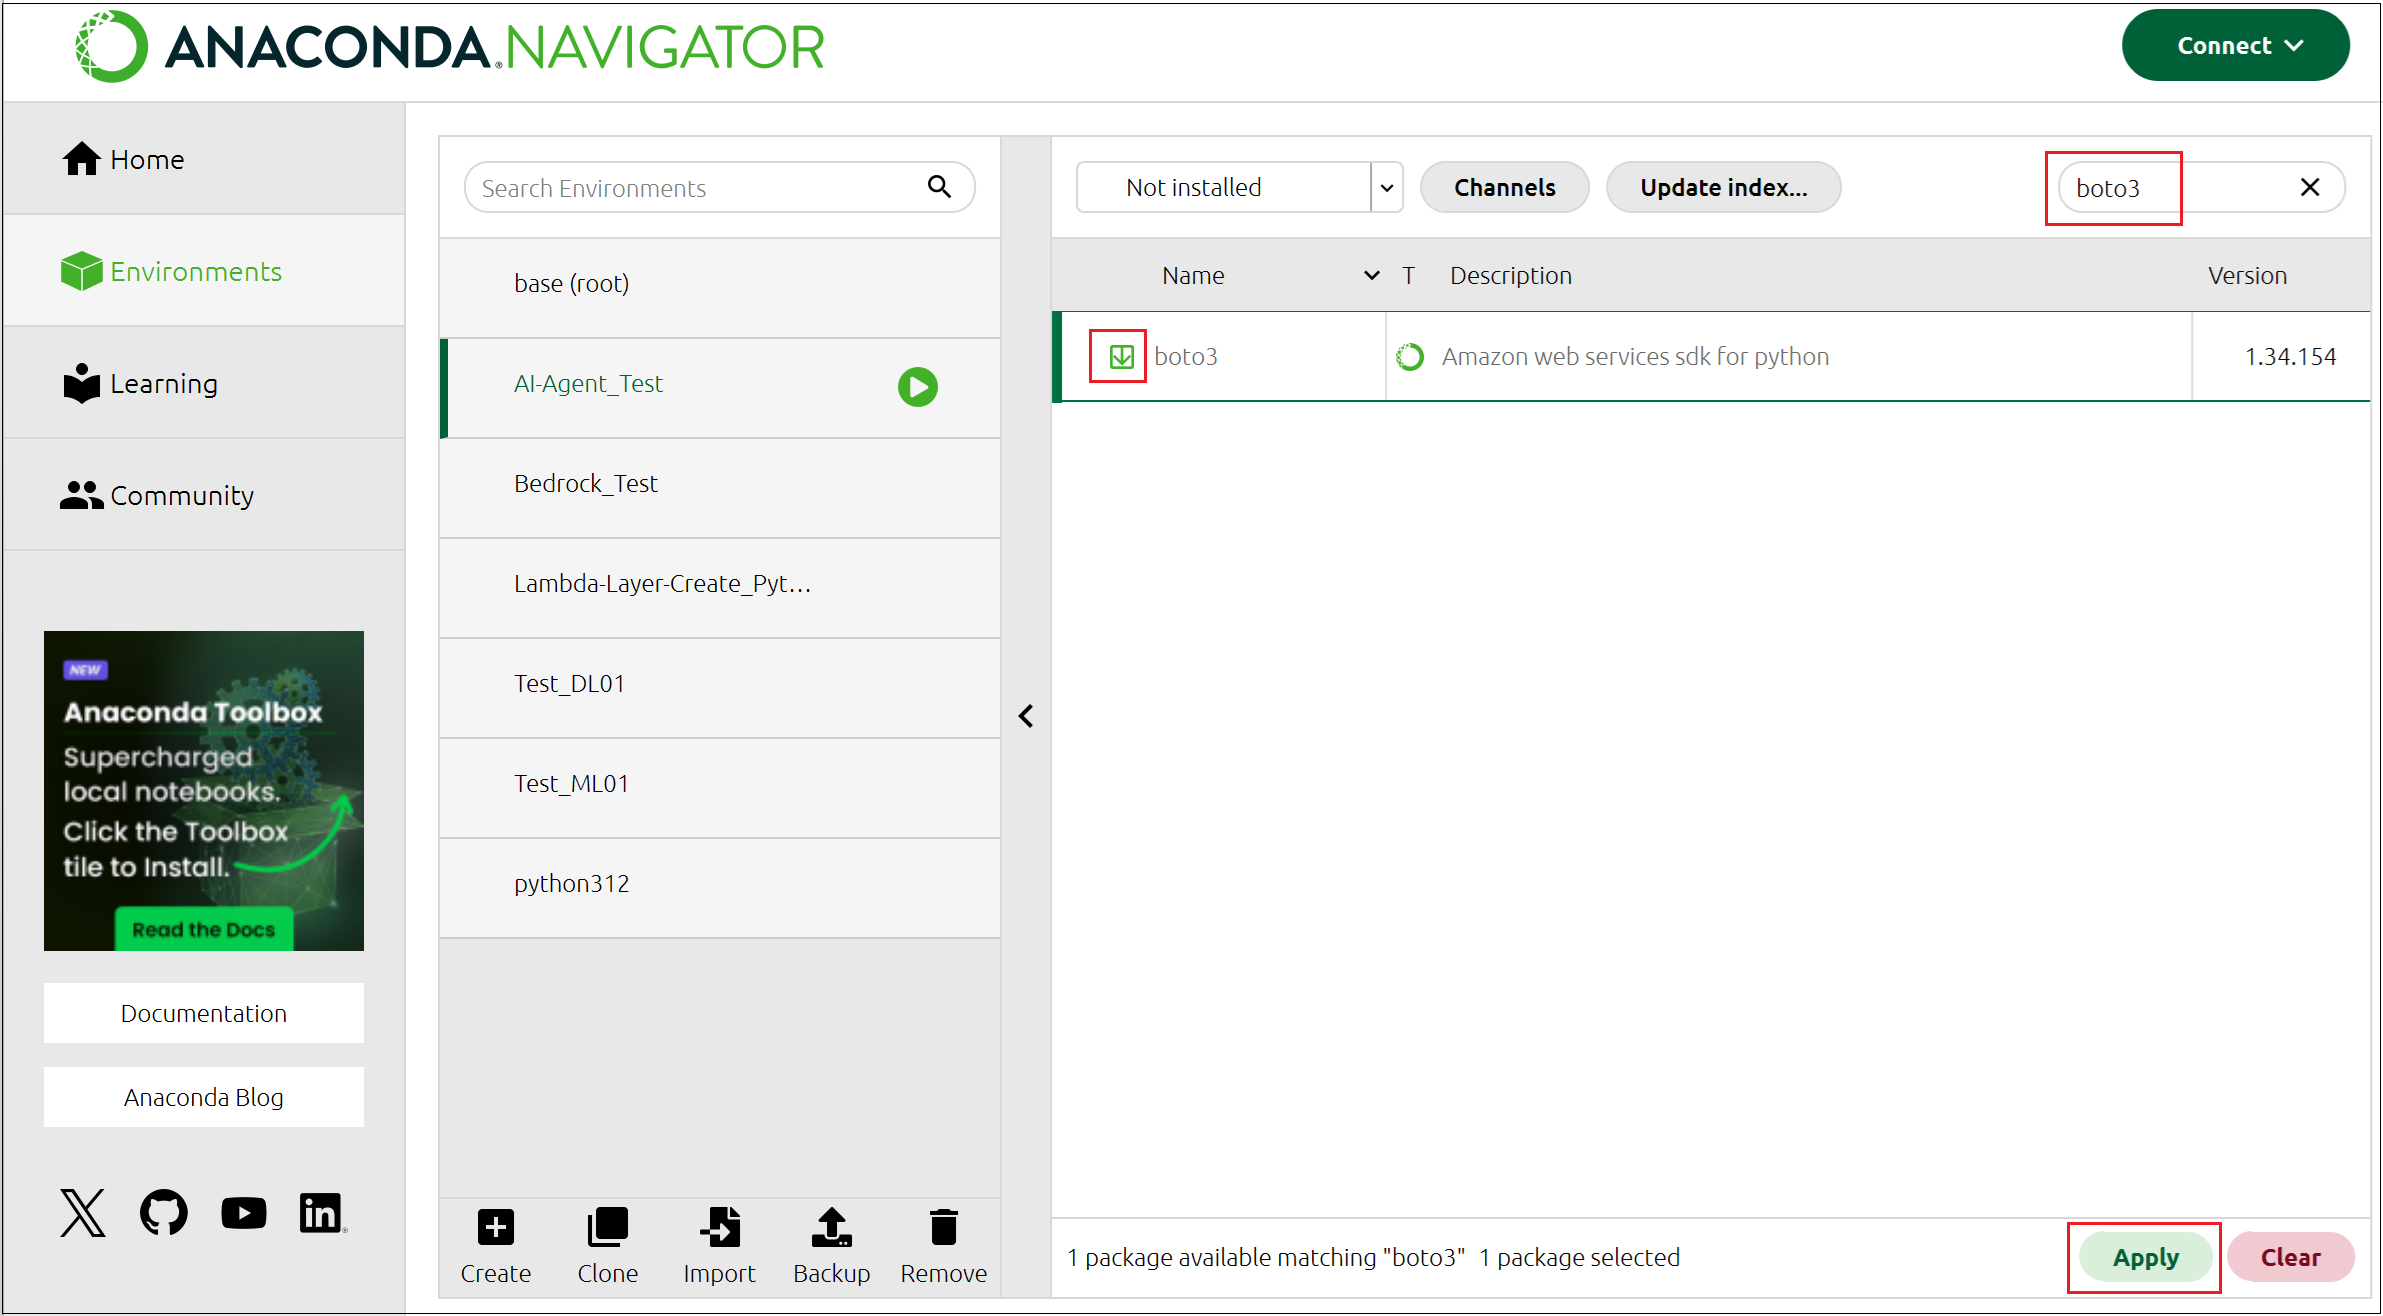 ANACONDA.NAVIGATOR
Connect
Home
Environments
Learning
Community
NEW
Anaconda Toolbox
Supercharged
local notebooks.
Click the Toolbox
tile to Install.
Read the Docs
Documentation
Anaconda Blog
Search Environments
base (root)
AI-Agent_Test
Bedrock_Test
Lambda-Layer-Create_Pyt...
Test_DL01
Test_ML01
python312
Create Clone Import Backup Remove
Not installed Channels Update index... boto3
Name T Description Version
boto3 Amazon web services sdk for python 1.34.154
1 package available matching "boto3" 1 package selected
Apply Clear